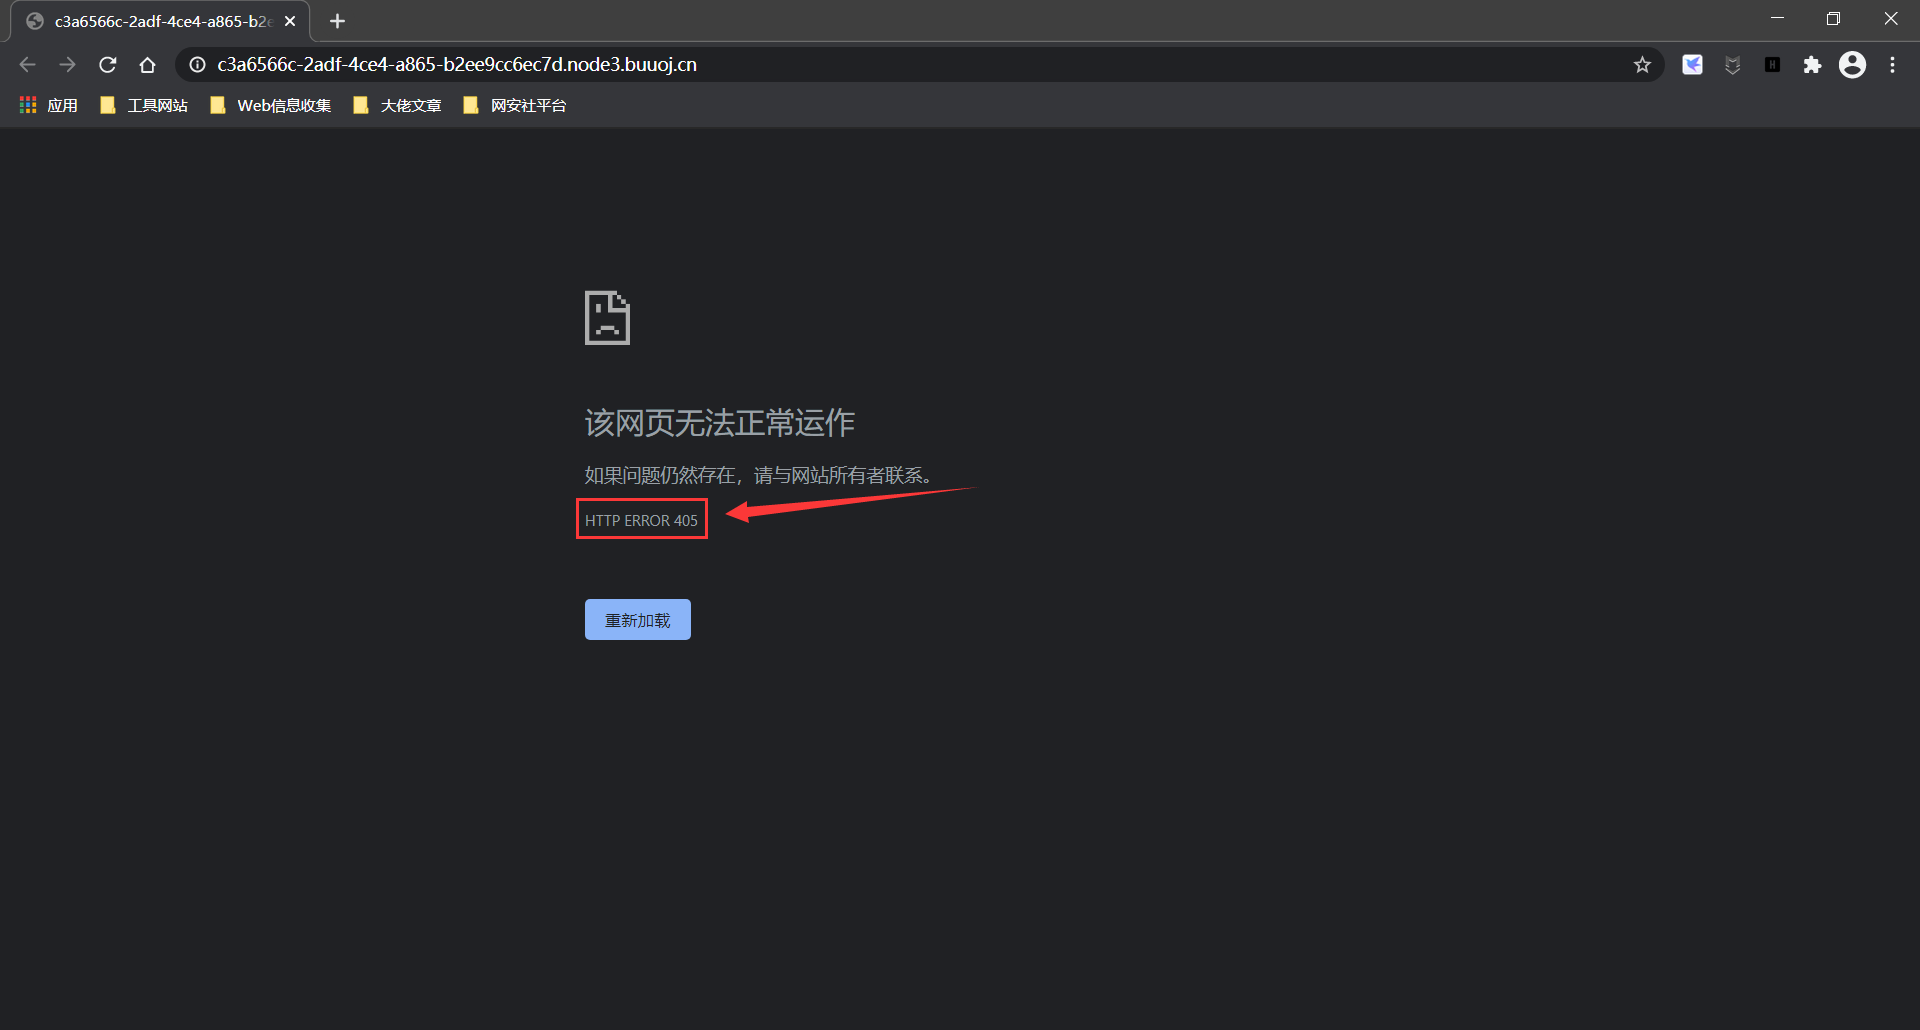 c3a6566c-2adf-4ce4-a865-b2e
c3a6566c-2adf-4ce4-a865-b2ee9cc6ec7d.node3.buuoj.cn
应用 工具网站 Web信息收集 大佬文章 网安社平台
该网页无法正常运作
如果问题仍然存在，请与网站所有者联系。
HTTP ERROR 405
重新加载